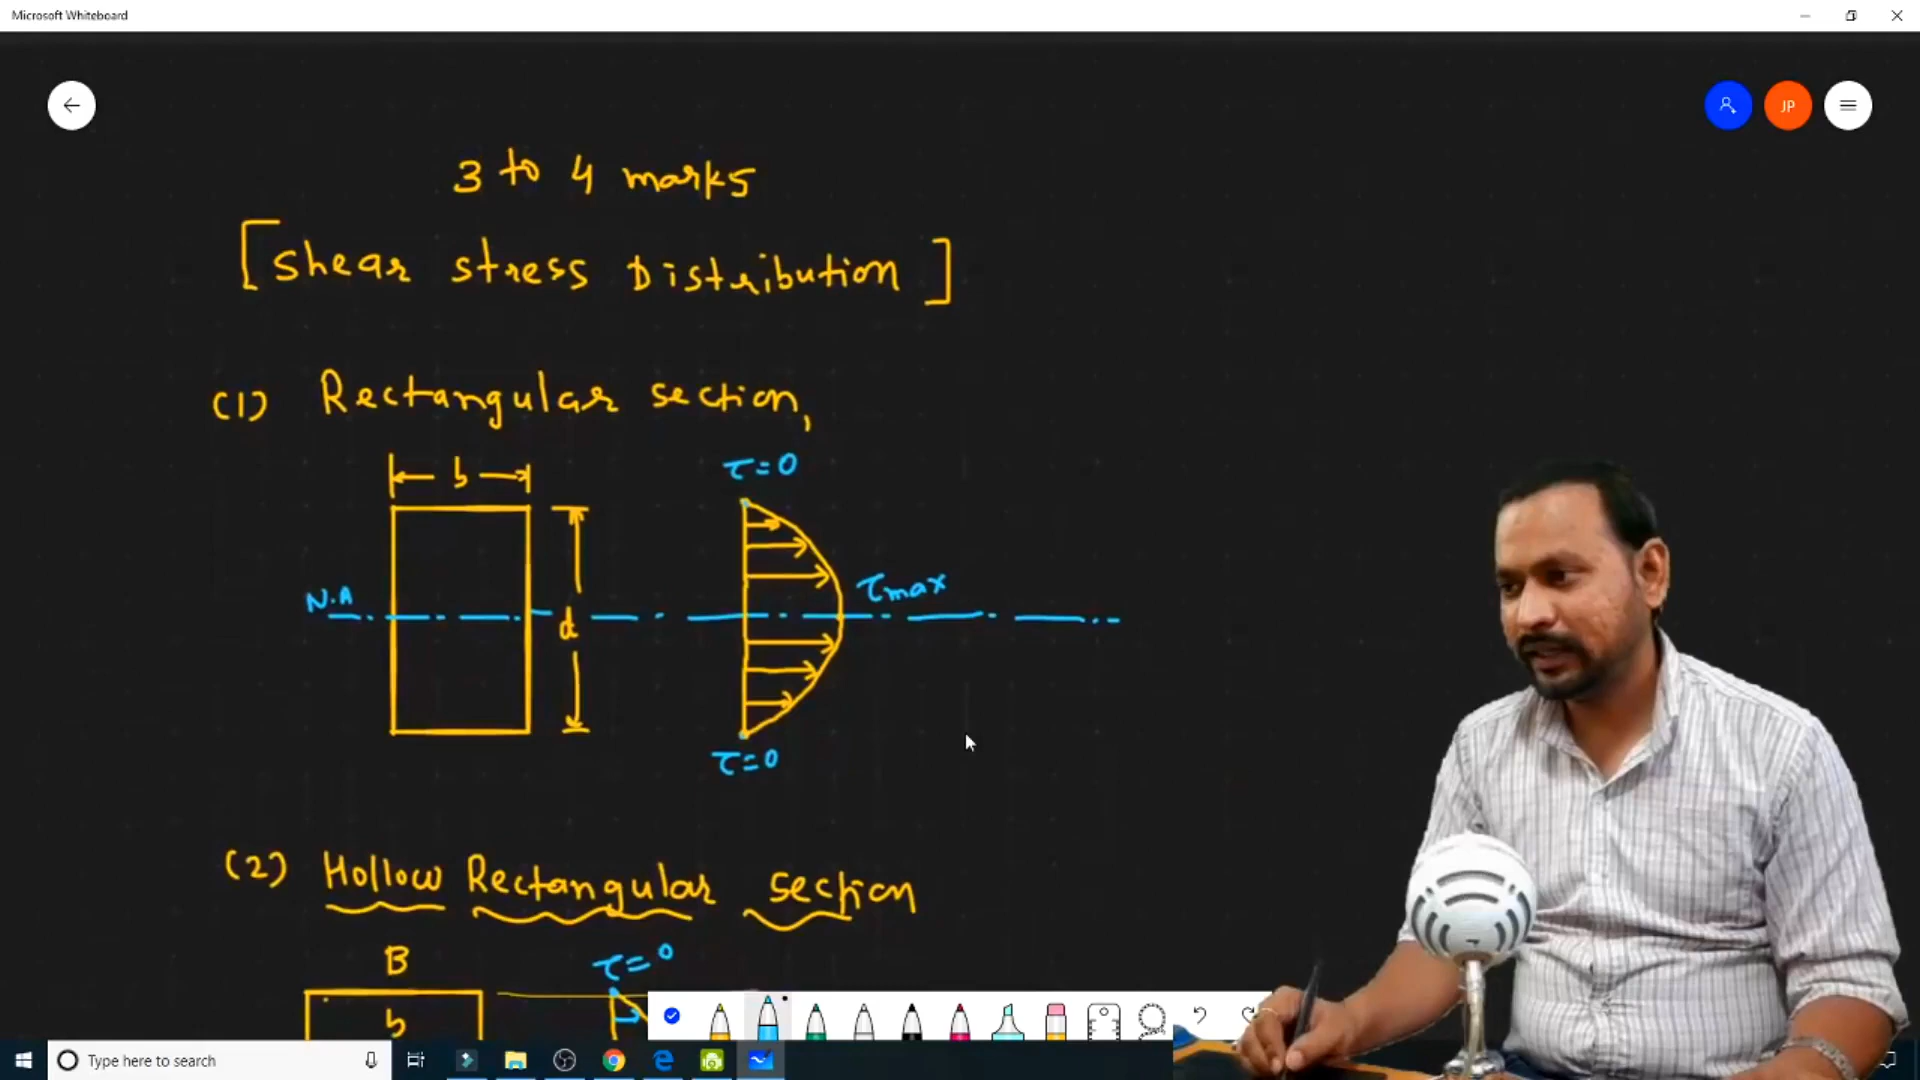 Microsoft Whiteboard
JP
3 to 4 marks
[Shear stress Distribution]
(1) Rectangular section,
b
τ=0
N.A
τmax
d
τ=0
(2) Hollow Rectangular section
B
τ=0
b
Type here to search